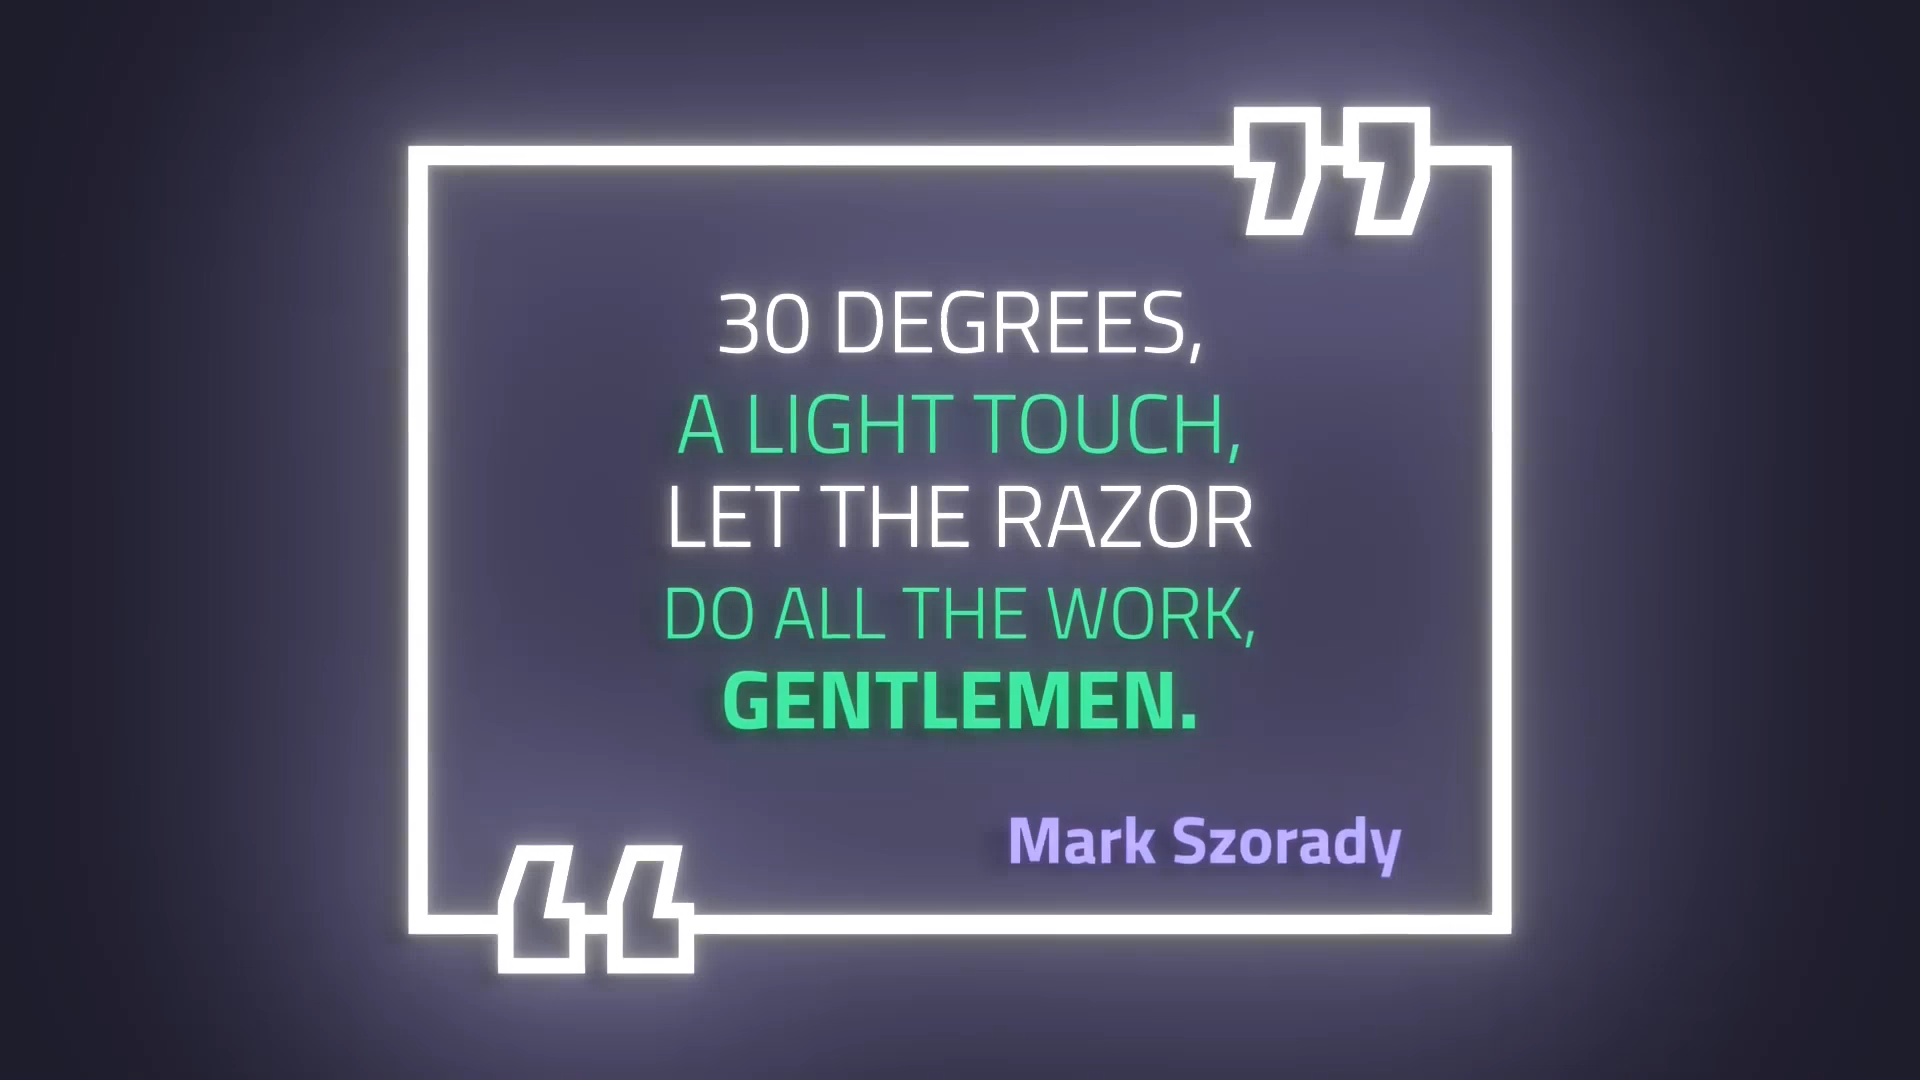 30 DEGREES,
A LIGHT TOUCH,
LET THE RAZOR
DO ALL THE WORK,
GENTLEMEN.
Mark Szorady